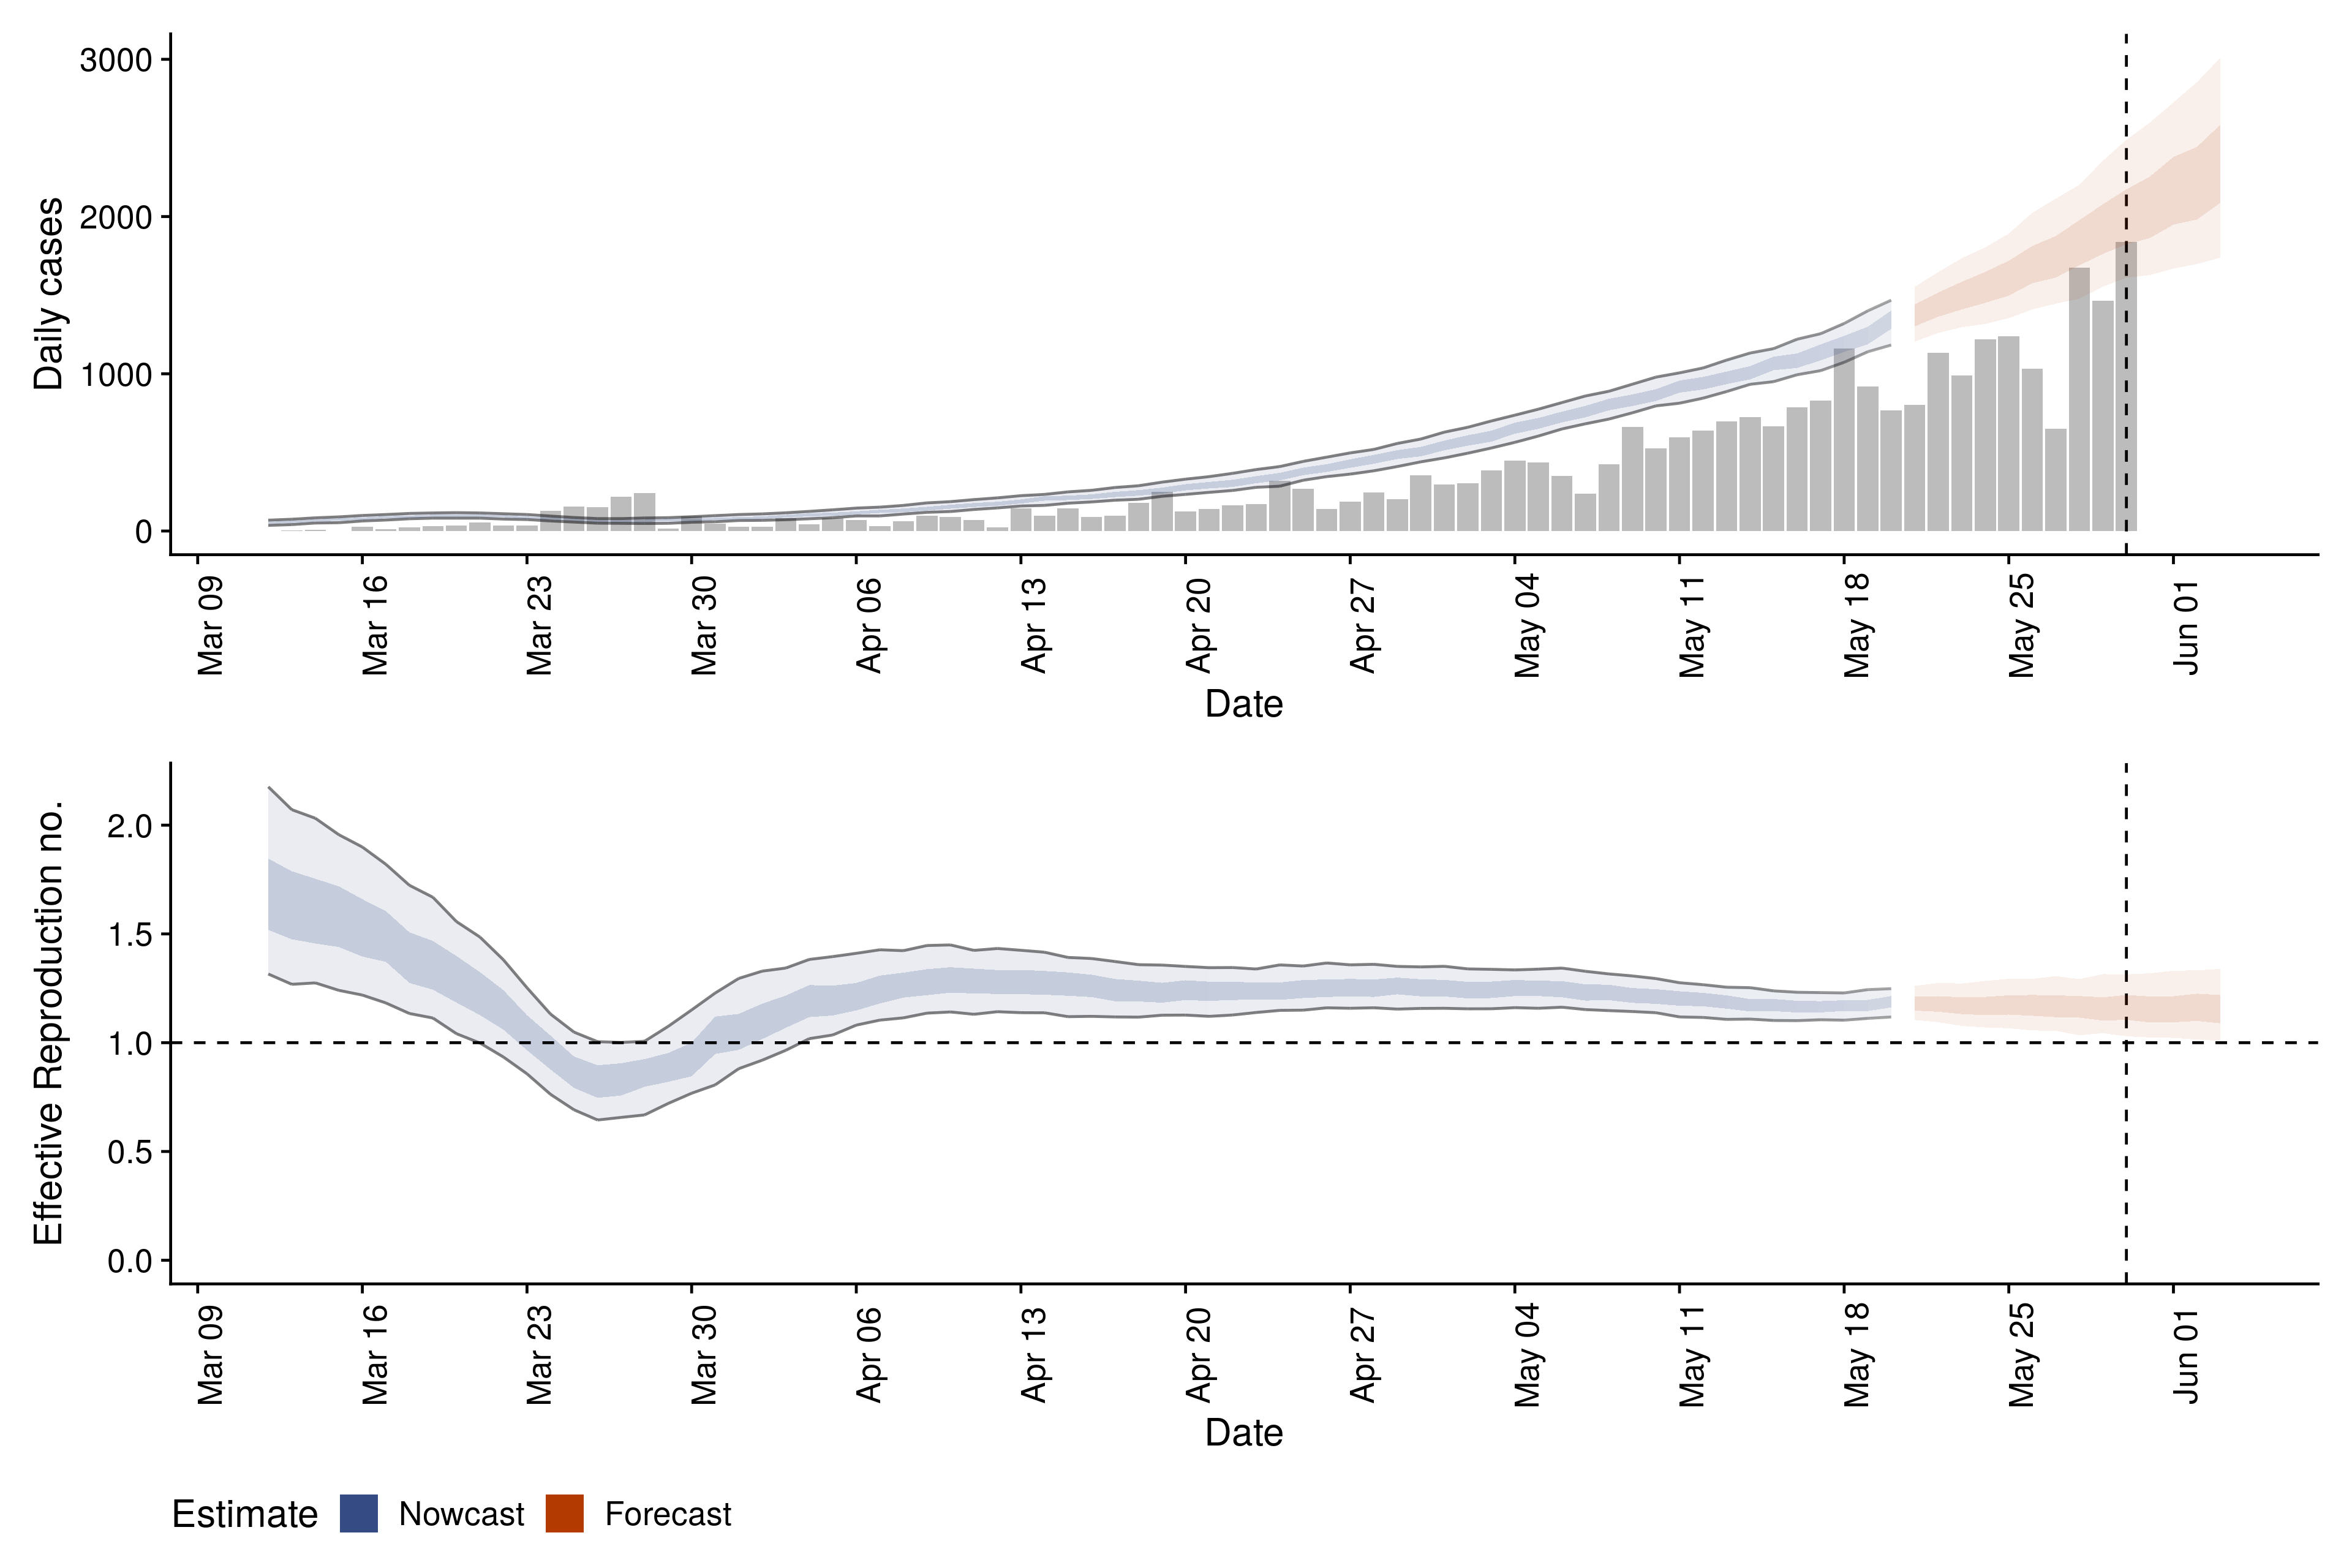 Daily cases
3000
2000
1000
0
Mar 09
Mar 16
Mar 23
Mar 30
Apr 06
Apr 13
Apr 20
Apr 27
May 04
May 11
May 18
May 25
Jun 01
Date
Effective Reproduction no.
2.0
1.5
1.0
0.5
0.0
Mar 09
Mar 16
Mar 23
Mar 30
Apr 06
Apr 13
Apr 20
Apr 27
May 04
May 11
May 18
May 25
Jun 01
Date
Estimate Nowcast Forecast